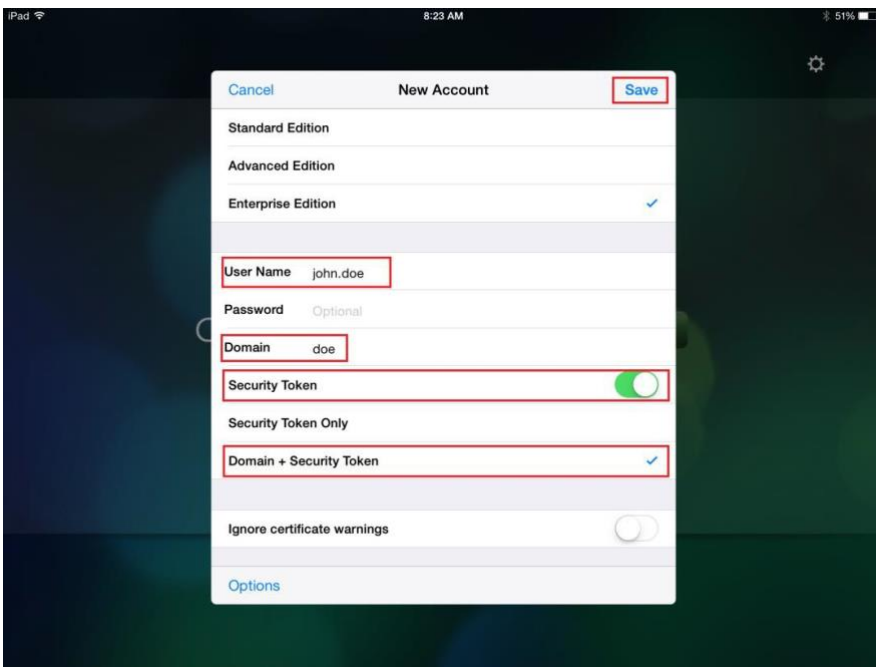 iPad 8:23 AM 51%
Cancel New Account Save
Standard Edition
Advanced Edition
Enterprise Edition
User Name john.doe
Password Optional
Domain doe
Security Token
Security Token Only
Domain + Security Token
Ignore certificate warnings
Options